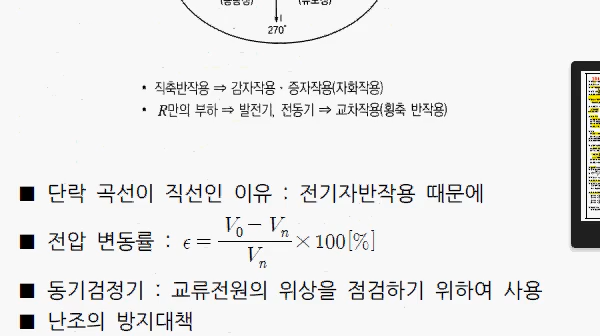 270°
▪ 직축반작용 ⇒ 감자작용·증자작용(자화작용)
▪ R만의 부하 ⇒ 발전기, 전동기 ⇒ 교차작용(횡축 반작용)
■ 단락 곡선이 직선인 이유 : 전기자반작용 때문에
■ 전압 변동률 : ϵ = (V₀ − Vₙ) / Vₙ × 100[%]
■ 동기검정기 : 교류전원의 위상을 점검하기 위하여 사용
■ 난조의 방지대책